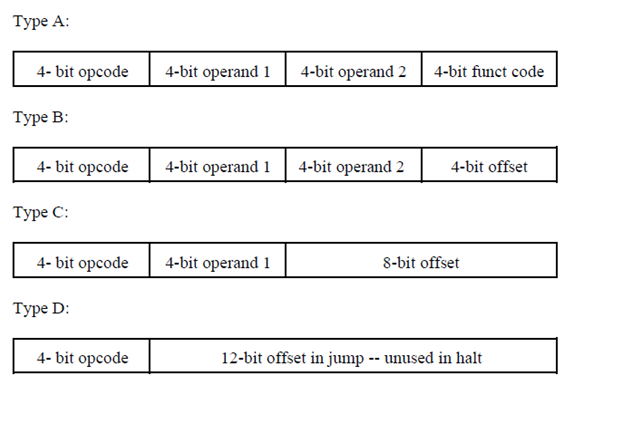 Type A:
4- bit opcode 4-bit operand 1 4-bit operand 2 4-bit funct code
Type B:
4- bit opcode 4-bit operand 1 4-bit operand 2 4-bit offset
Type C:
4- bit opcode 4-bit operand 1 8-bit offset
Type D:
4- bit opcode 12-bit offset in jump -- unused in halt